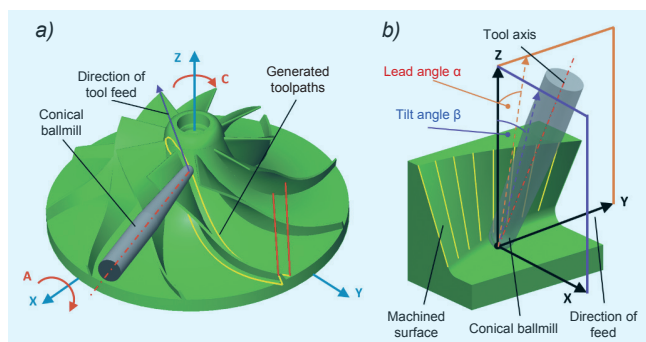 a)
Z
C
Direction of
tool feed
Generated
toolpaths
Conical
ballmill
A
X
Y
b)
Tool axis
Z
Lead angle α
Tilt angle β
Y
X
Machined
surface
Conical ballmill
Direction of
feed